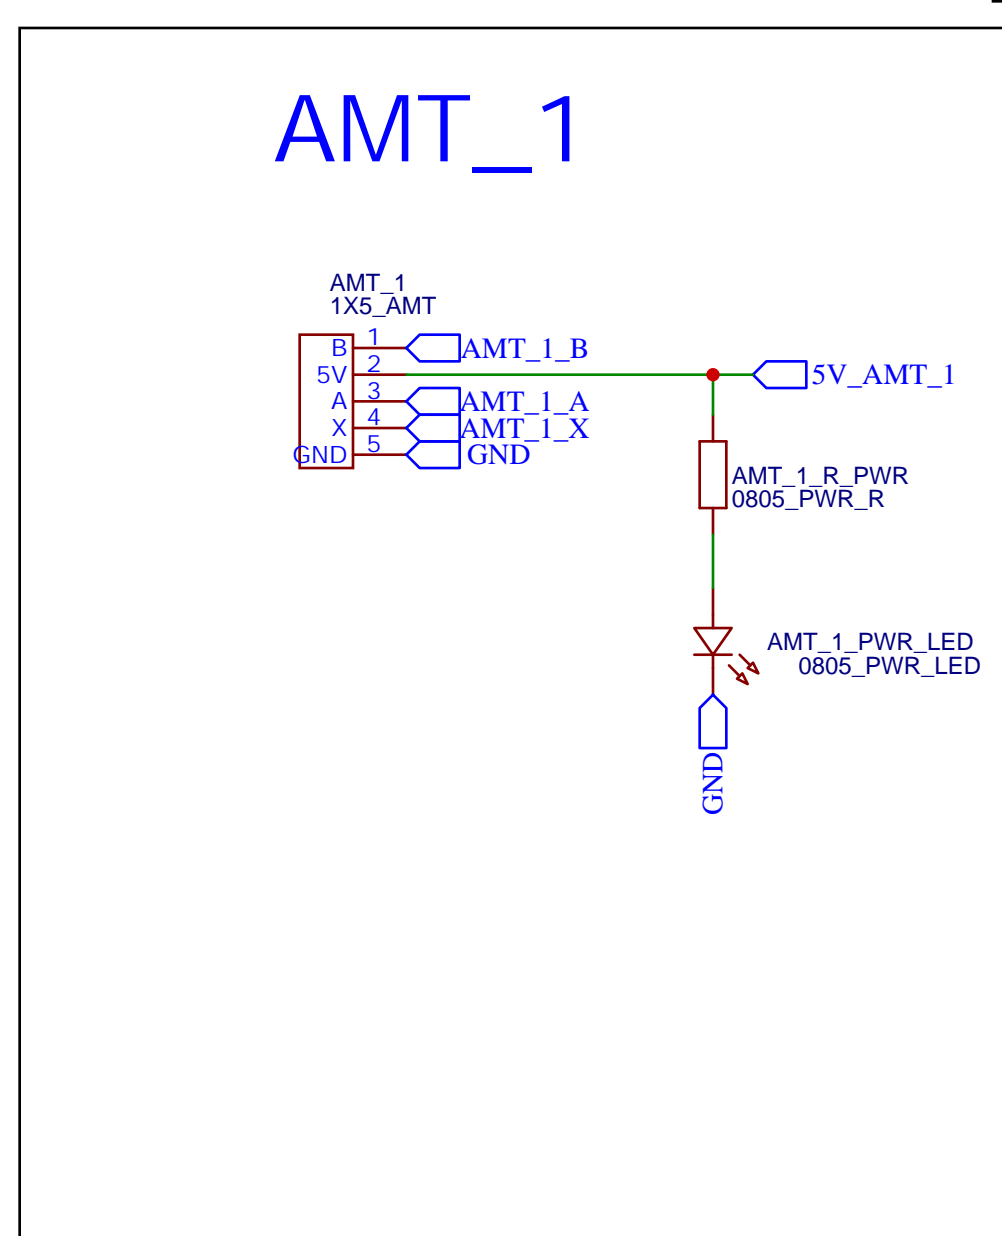 AMT_1
AMT_1
1X5_AMT
B 1 AMT_1_B
5V 2 5V_AMT_1
A 3 AMT_1_A
X 4 AMT_1_X
GND 5 GND
AMT_1_R_PWR
0805_PWR_R
AMT_1_PWR_LED
0805_PWR_LED
GND